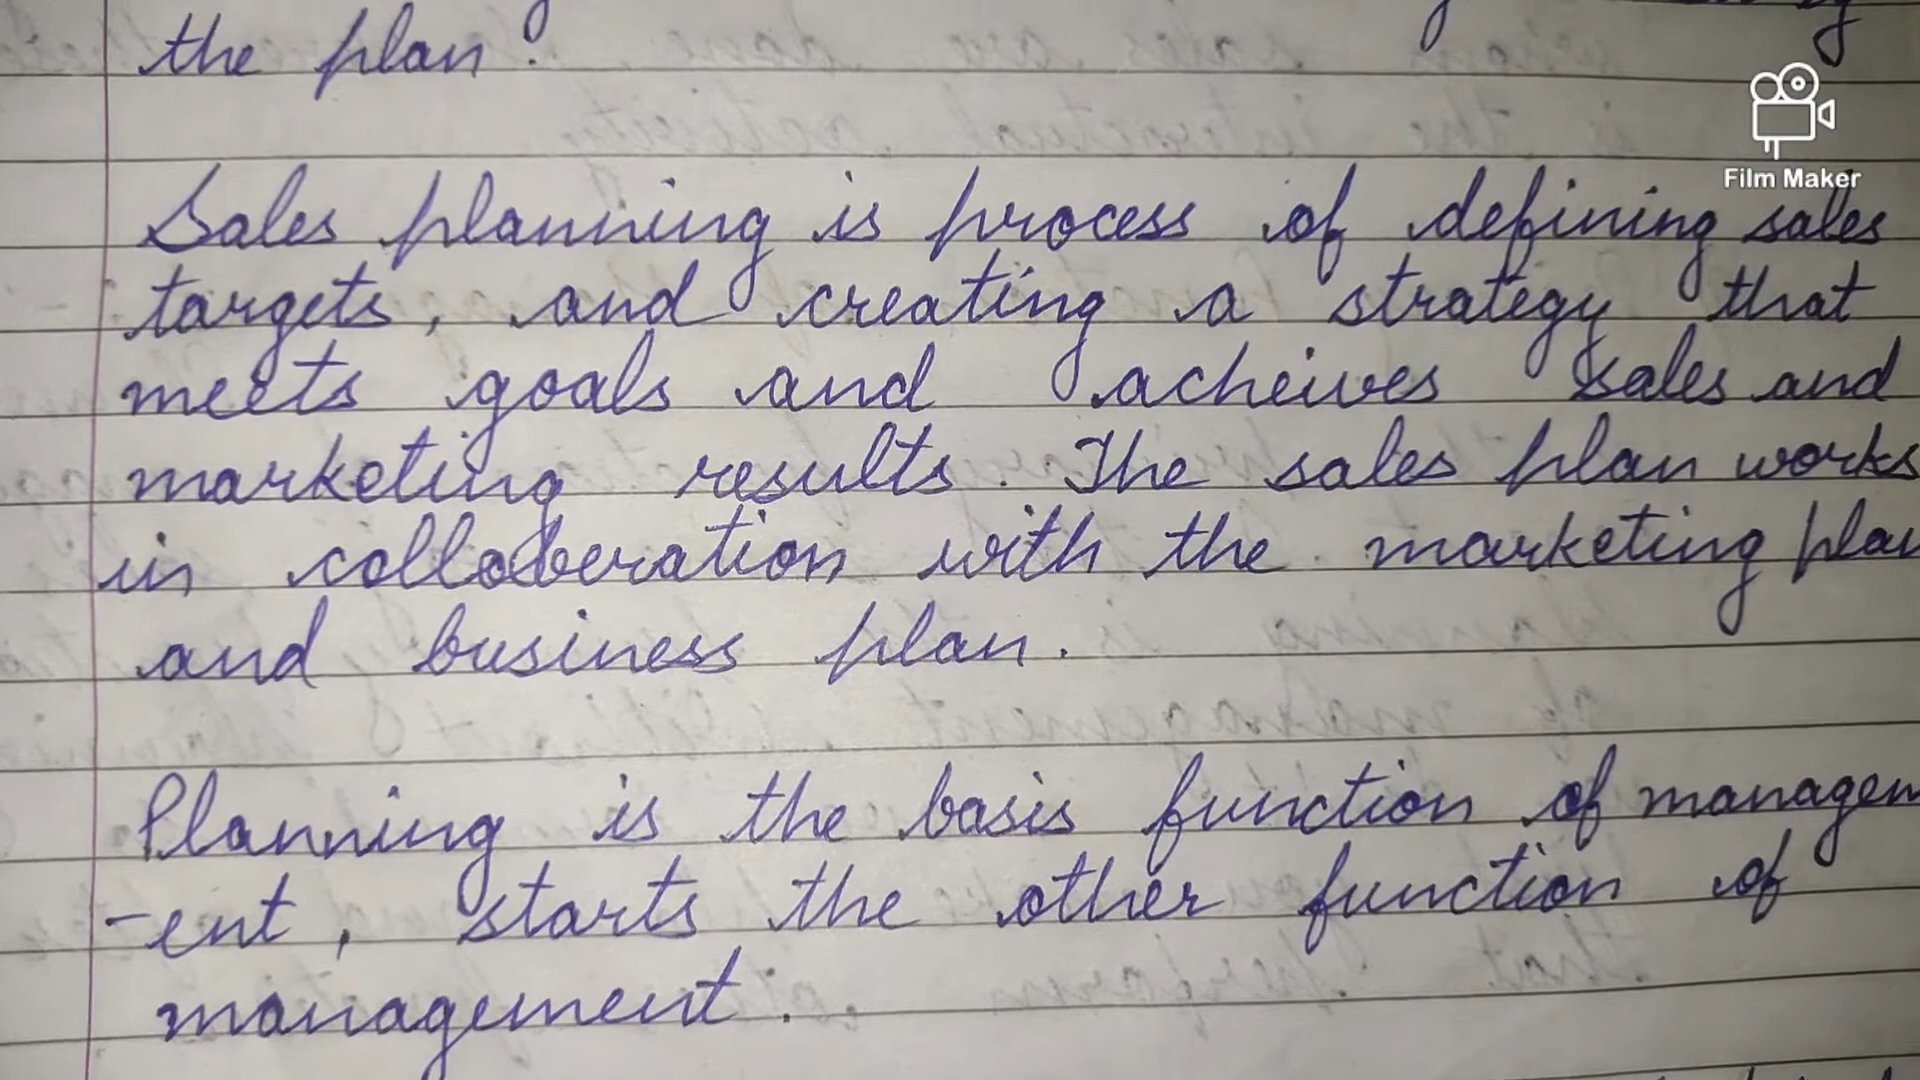 the plan?
Film Maker
Sales planning is process of defining sales
targets, and creating a strategy that
meets goals and acheives sales and
marketing results. The sales plan works
in colloberation with the marketing plan
and business plan.
Planning is the basis function of managem
-ent, starts the other function of
management.